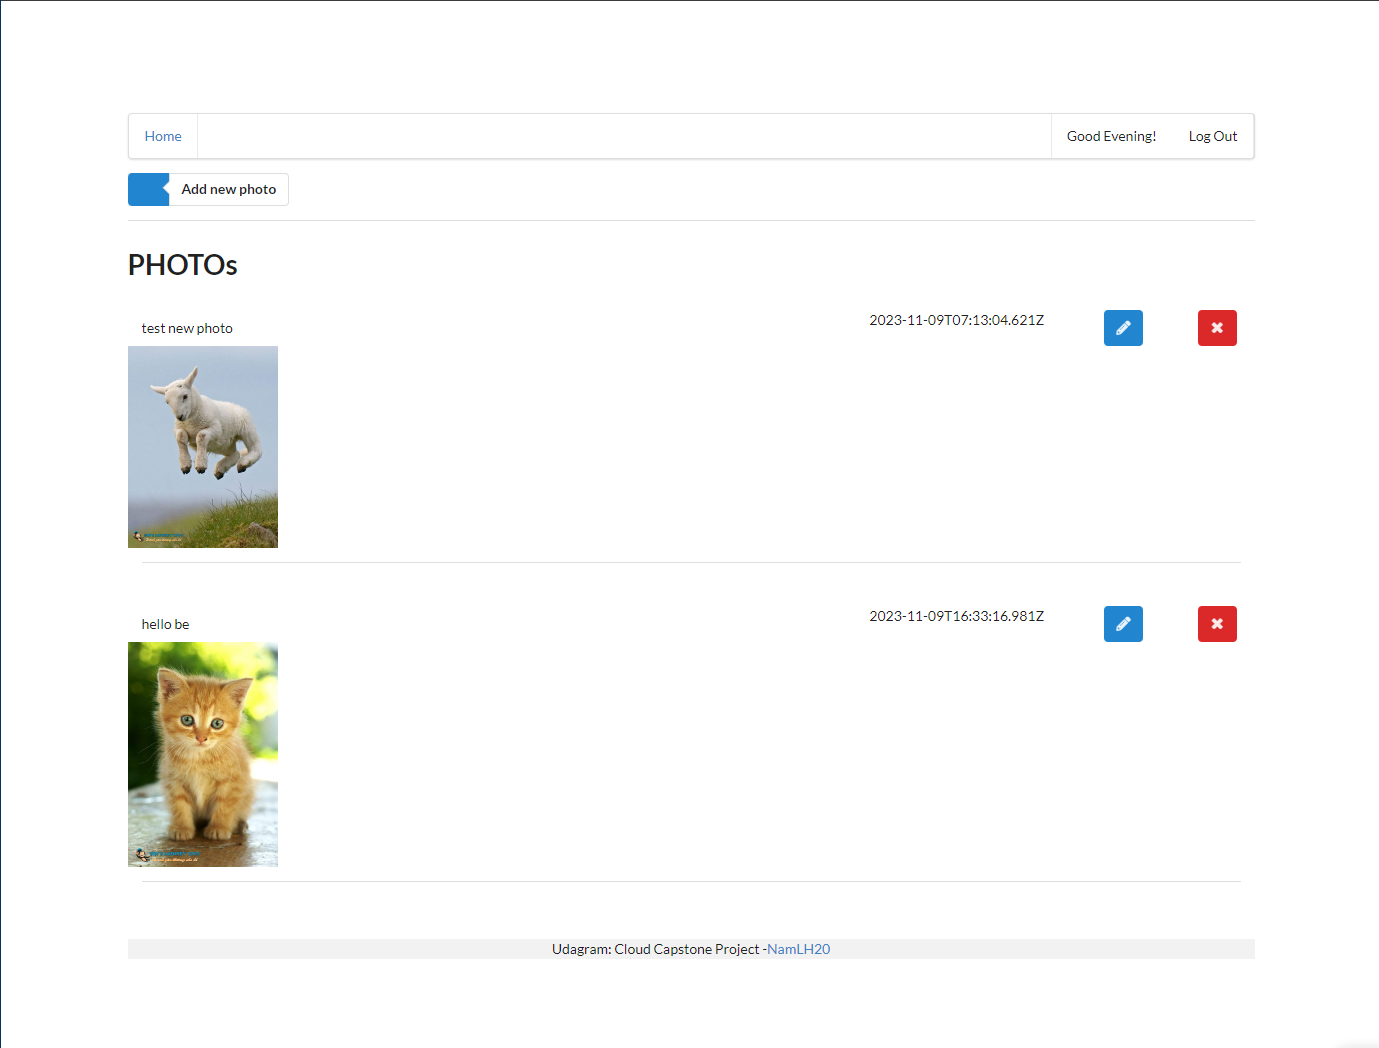 Home
Good Evening!
Log Out
Add new photo
PHOTOs
test new photo
2023-11-09T07:13:04.621Z
hello be
2023-11-09T16:33:16.981Z
Udagram: Cloud Capstone Project -NamLH20